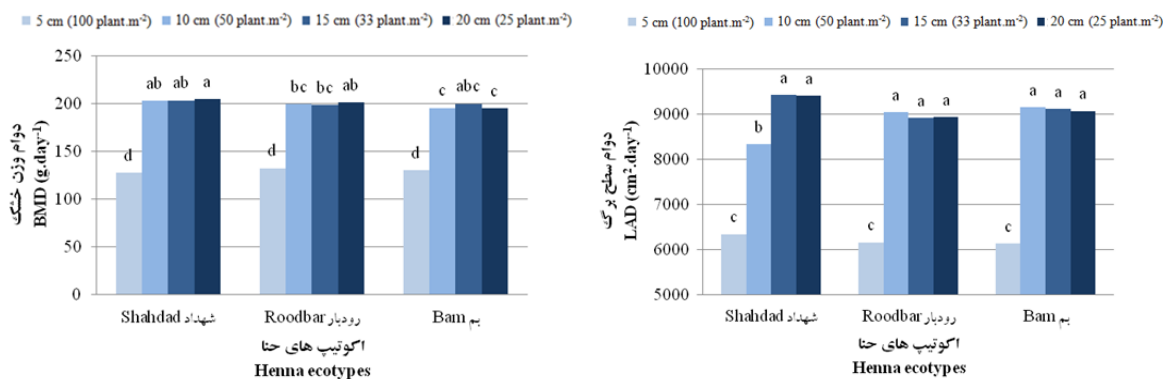 5 cm (100 plant.m⁻²) 10 cm (50 plant.m⁻²) 15 cm (33 plant.m⁻²) 20 cm (25 plant.m⁻²)
250
200
150
100
50
0
دوام وزن خشک
BMD (g.day⁻¹)
d ab ab a
d bc bc ab
d c abc c
Shahdad شهداد
Roodbar رودبار
Bam بم
اکوتیپ های حنا
Henna ecotypes
5 cm (100 plant.m⁻²) 10 cm (50 plant.m⁻²) 15 cm (33 plant.m⁻²) 20 cm (25 plant.m⁻²)
10000
9000
8000
7000
6000
5000
دوام سطح برگ
LAD (cm².day⁻¹)
c b a a
c a a a
c a a a
Shahdad شهداد
Roodbar رودبار
Bam بم
اکوتیپ های حنا
Henna ecotypes